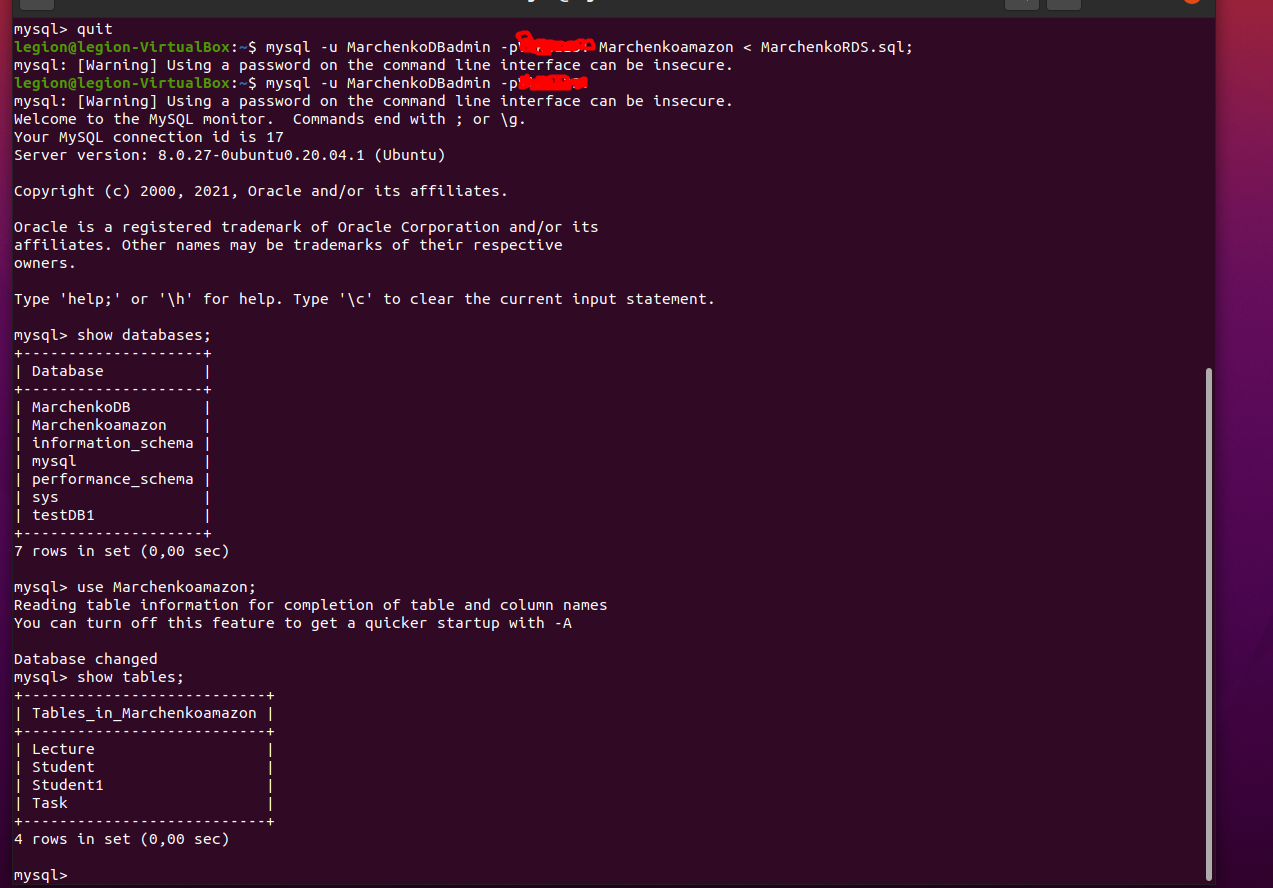 mysql> quit
legion@legion-VirtualBox:~$ mysql -u MarchenkoDBadmin -p Marchenkoamazon < MarchenkoRDS.sql;
mysql: [Warning] Using a password on the command line interface can be insecure.
legion@legion-VirtualBox:~$ mysql -u MarchenkoDBadmin -p
mysql: [Warning] Using a password on the command line interface can be insecure.
Welcome to the MySQL monitor.  Commands end with ; or \g.
Your MySQL connection id is 17
Server version: 8.0.27-0ubuntu0.20.04.1 (Ubuntu)

Copyright (c) 2000, 2021, Oracle and/or its affiliates.

Oracle is a registered trademark of Oracle Corporation and/or its
affiliates. Other names may be trademarks of their respective
owners.

Type 'help;' or '\h' for help. Type '\c' to clear the current input statement.

mysql> show databases;
+--------------------+
| Database           |
+--------------------+
| MarchenkoDB        |
| Marchenkoamazon    |
| information_schema |
| mysql              |
| performance_schema |
| sys                |
| testDB1            |
+--------------------+
7 rows in set (0,00 sec)

mysql> use Marchenkoamazon;
Reading table information for completion of table and column names
You can turn off this feature to get a quicker startup with -A

Database changed
mysql> show tables;
+---------------------------+
| Tables_in_Marchenkoamazon |
+---------------------------+
| Lecture                   |
| Student                   |
| Student1                  |
| Task                      |
+---------------------------+
4 rows in set (0,00 sec)

mysql>